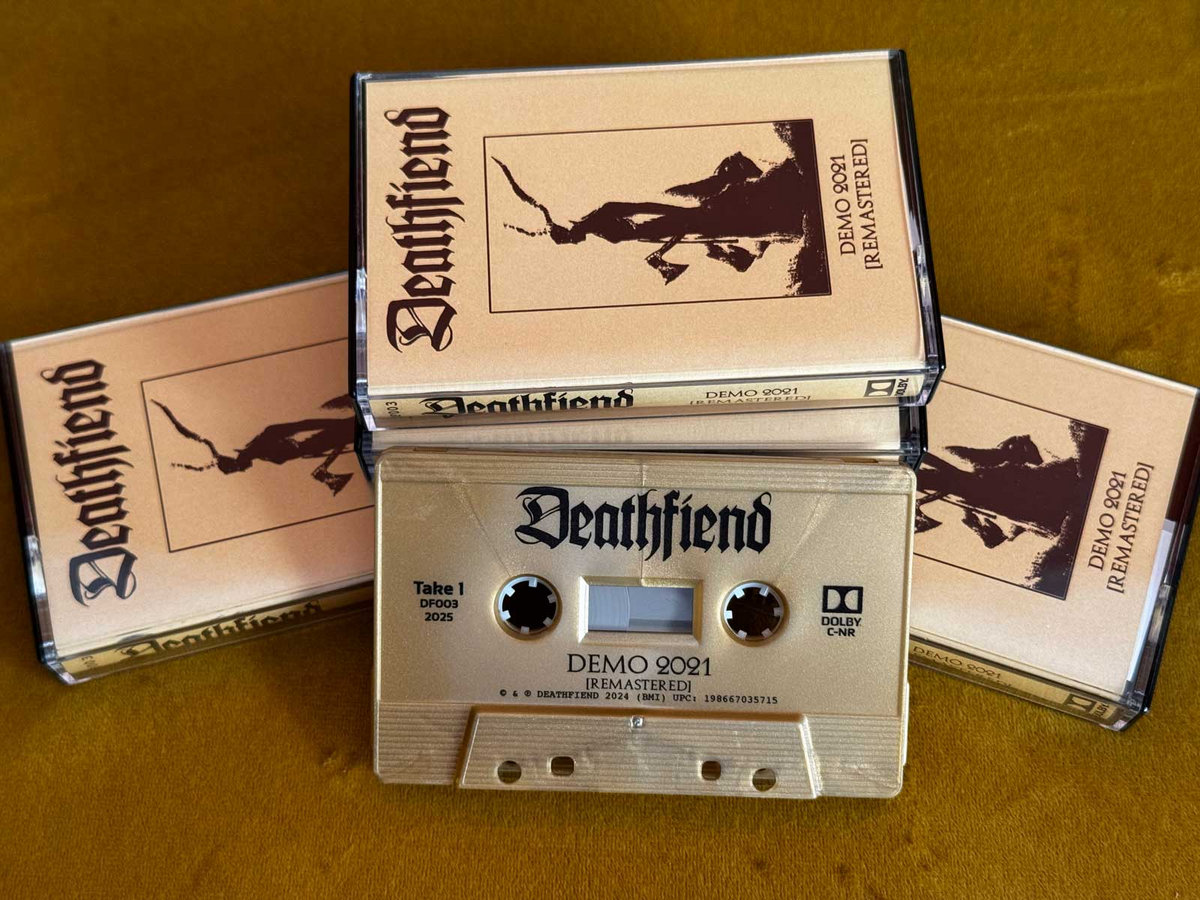 Deathfiend
DEMO 2021
[REMASTERED]
Deathfiend
DEMO 2021
[REMASTERED]
DOLBY
Deathfiend
Deathfiend
DEMO 2021
[REMASTERED]
DEMO 2021
Deathfiend
Take 1
DF003
2025
DOLBY
C-NR
DEMO 2021
[REMASTERED]
© & ℗ DEATHFIEND 2024 (BMI) UPC: 198667035715